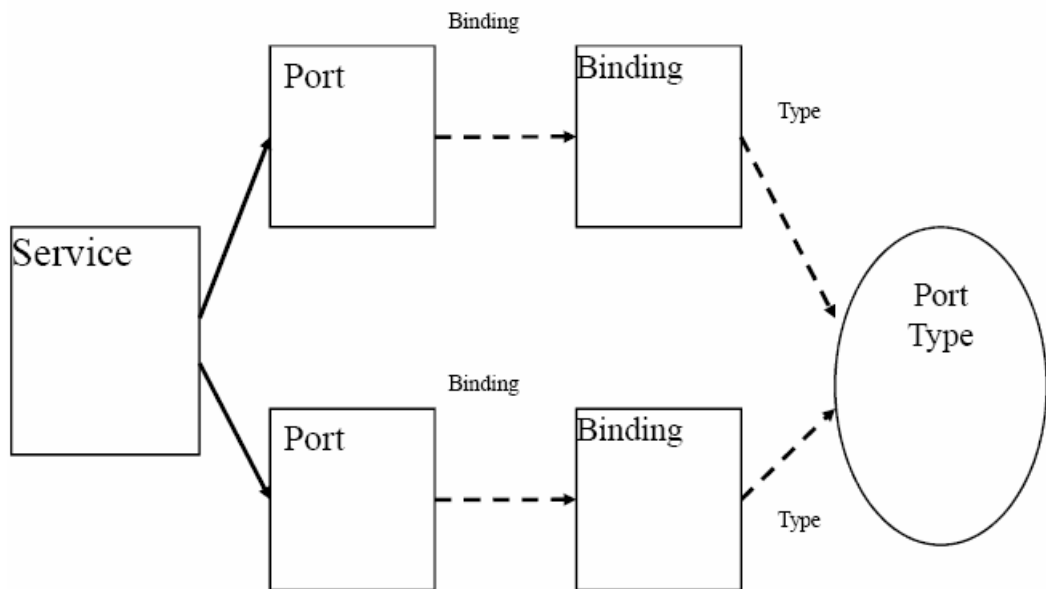 Binding
Port
Binding
Type
Service
Port
Type
Binding
Port
Binding
Type